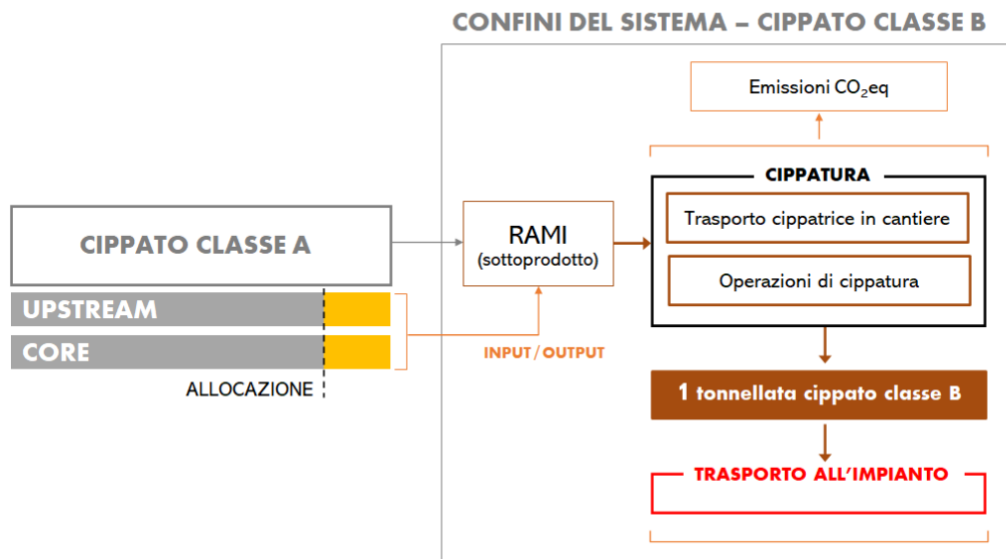 CONFINI DEL SISTEMA – CIPPATO CLASSE B
Emissioni CO₂eq
CIPPATURA
Trasporto cippatrice in cantiere
Operazioni di cippatura
CIPPATO CLASSE A
RAMI
(sottoprodotto)
UPSTREAM
CORE
INPUT / OUTPUT
ALLOCAZIONE
1 tonnellata cippato classe B
TRASPORTO ALL'IMPIANTO